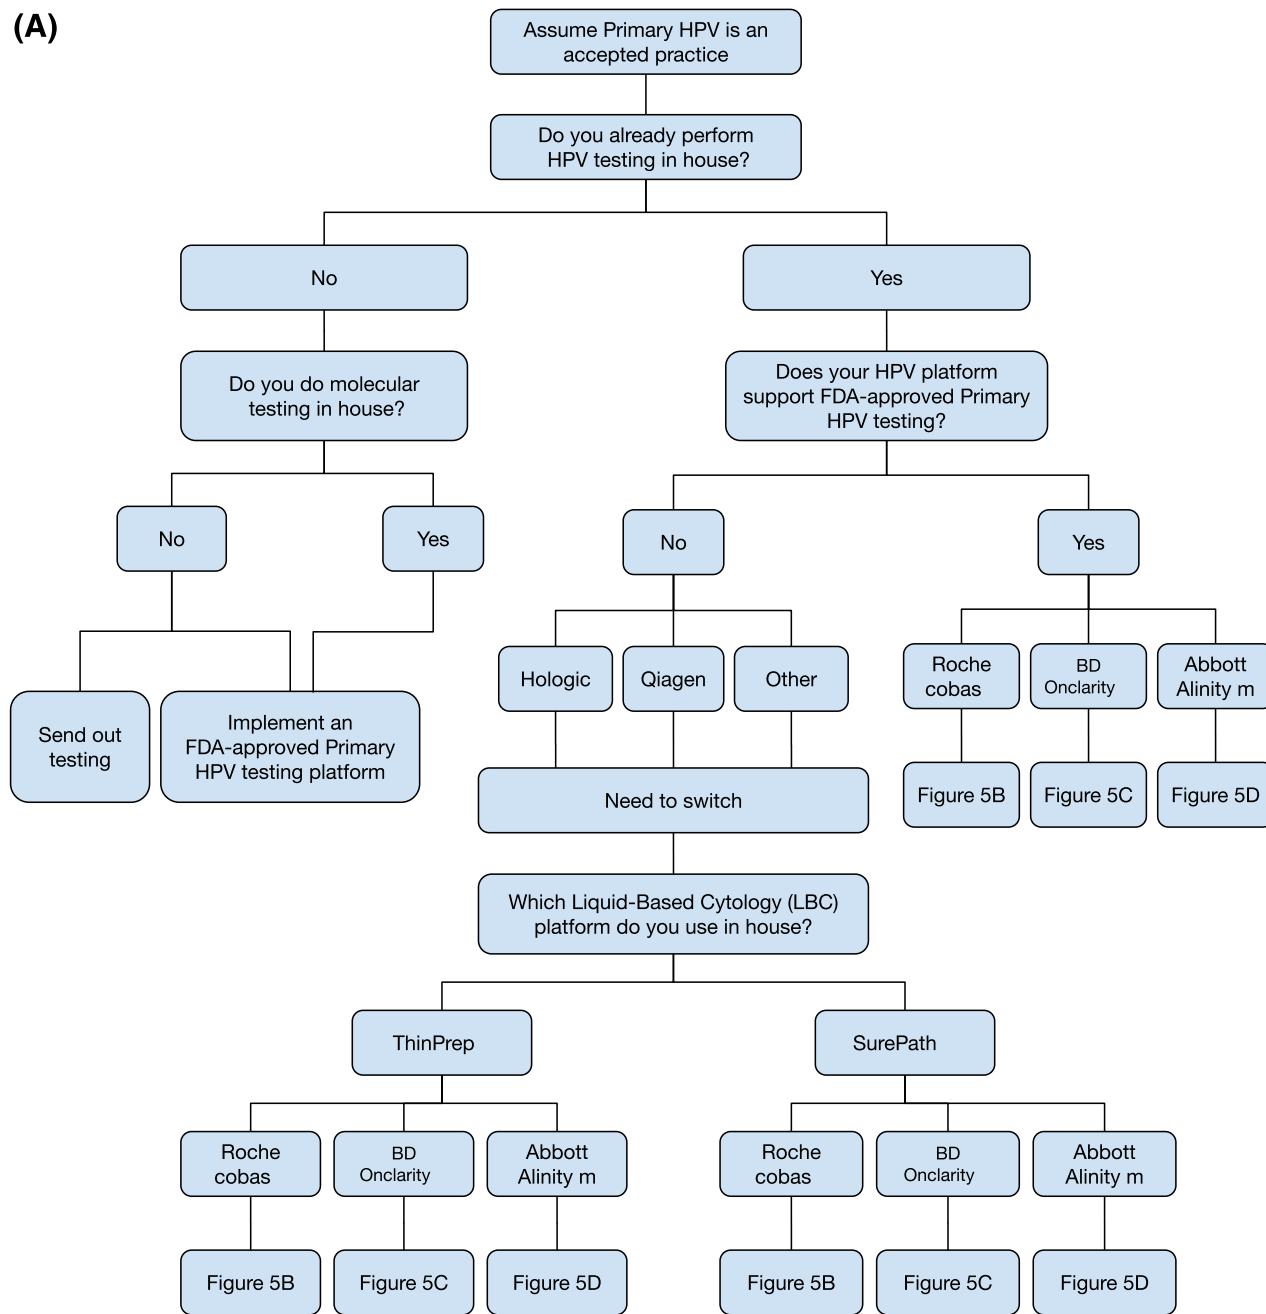 (A)
Assume Primary HPV is an
accepted practice
Do you already perform
HPV testing in house?
No
Yes
Do you do molecular
testing in house?
Does your HPV platform
support FDA-approved Primary
HPV testing?
No
Yes
No
Yes
Hologic
Qiagen
Other
Roche
cobas
BD
Onclarity
Abbott
Alinity m
Send out
testing
Implement an
FDA-approved Primary
HPV testing platform
Need to switch
Figure 5B
Figure 5C
Figure 5D
Which Liquid-Based Cytology (LBC)
platform do you use in house?
ThinPrep
SurePath
Roche
cobas
BD
Onclarity
Abbott
Alinity m
Roche
cobas
BD
Onclarity
Abbott
Alinity m
Figure 5B
Figure 5C
Figure 5D
Figure 5B
Figure 5C
Figure 5D